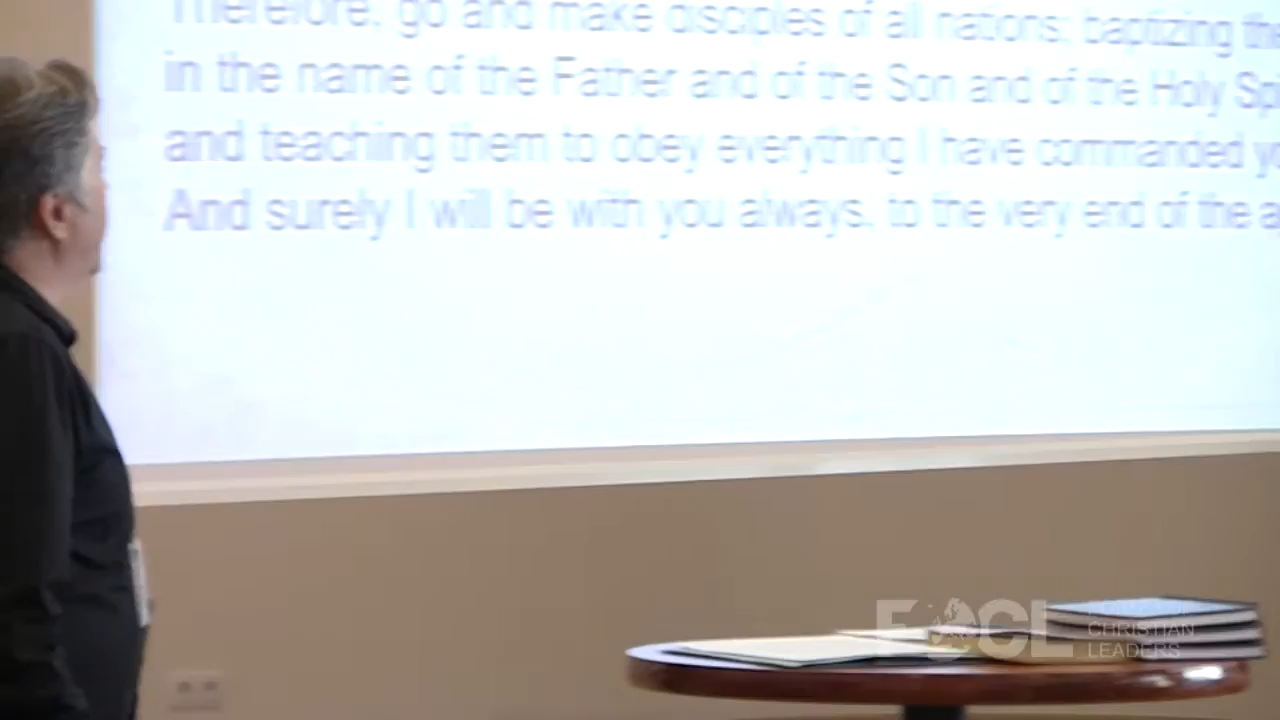 Therefore, go and make disciples of all nations, baptizing
in the name of the Father and of the Son and of the Holy
and teaching them to obey everything I have commanded
And surely I will be with you always, to the very end of the
FOCL
CHRISTIAN
LEADERS